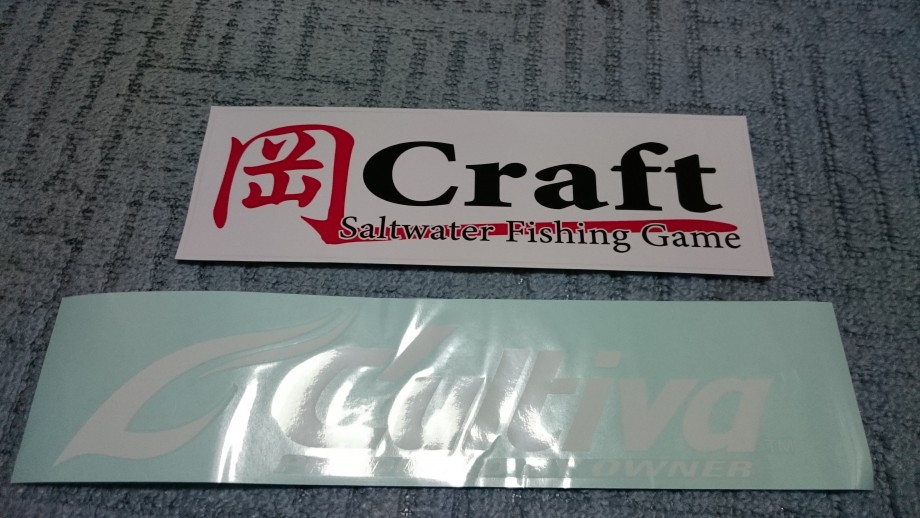 岡Craft
Saltwater Fishing Game
Cultiva
OWNER